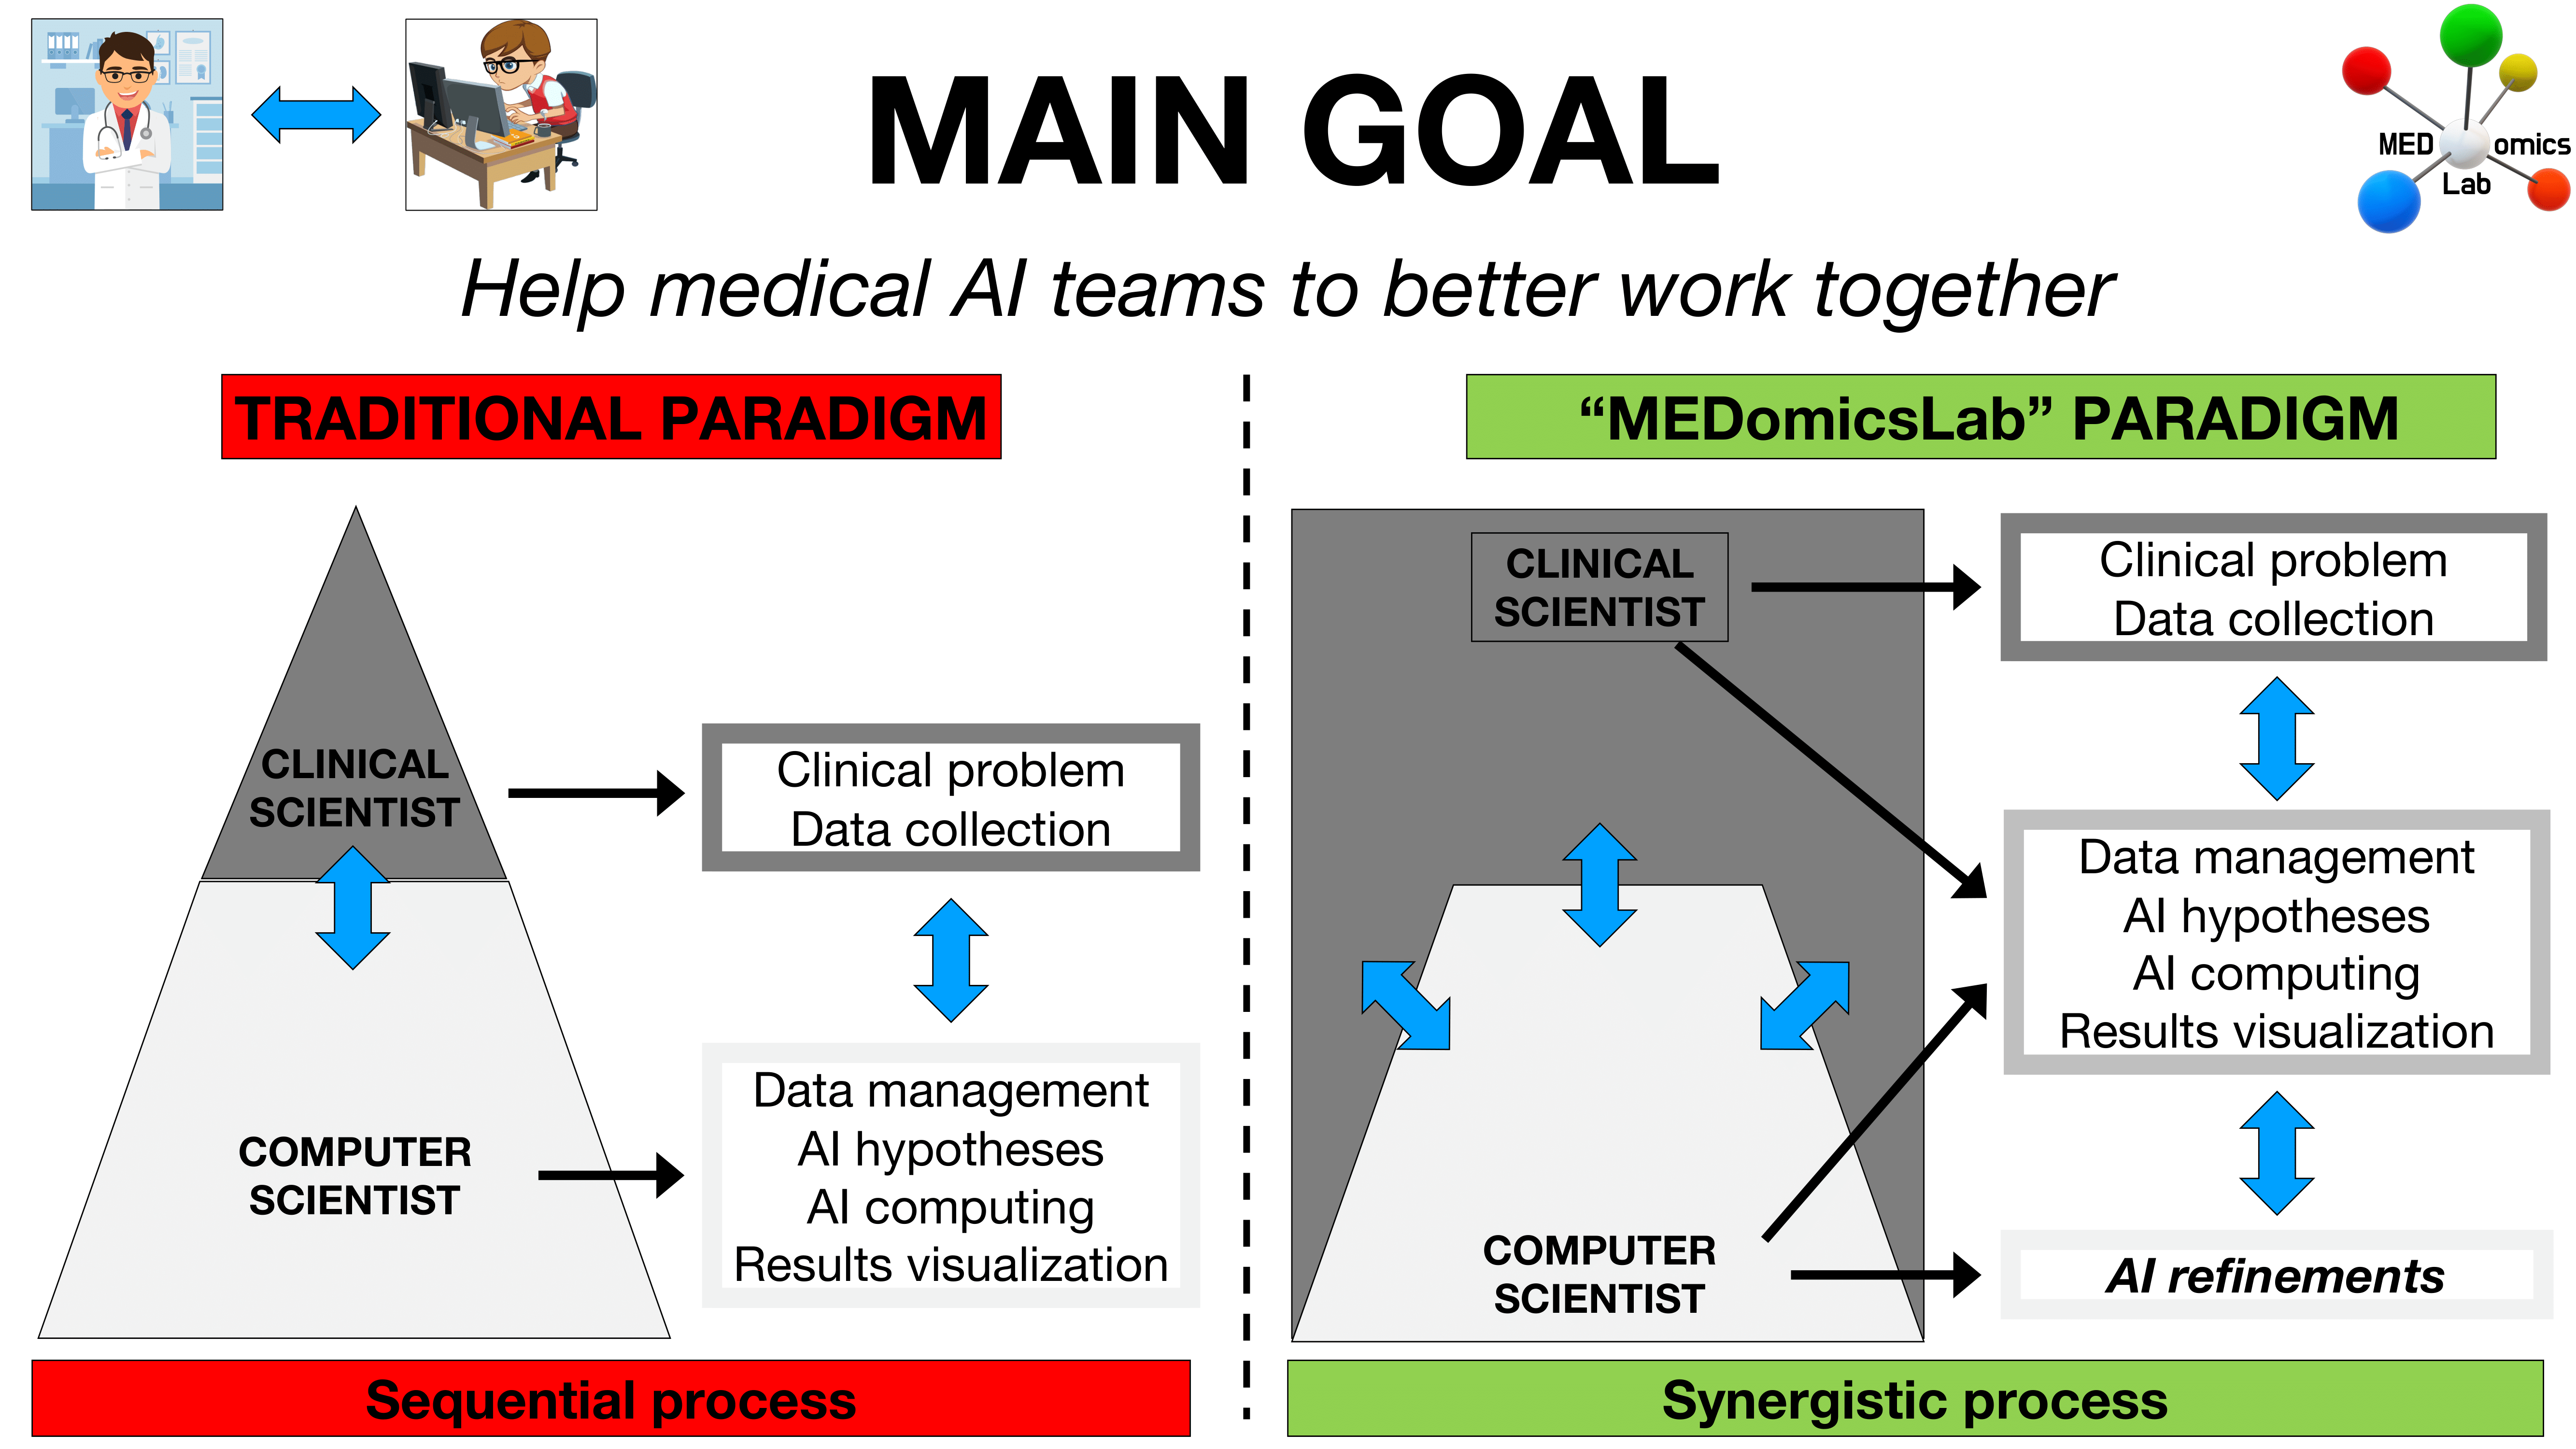 MAIN GOAL
MED omics
Lab
Help medical AI teams to better work together
TRADITIONAL PARADIGM
CLINICAL
SCIENTIST
Clinical problem
Data collection
COMPUTER
SCIENTIST
Data management
AI hypotheses
AI computing
Results visualization
Sequential process
“MEDomicsLab” PARADIGM
CLINICAL
SCIENTIST
Clinical problem
Data collection
Data management
AI hypotheses
AI computing
Results visualization
COMPUTER
SCIENTIST
AI refinements
Synergistic process